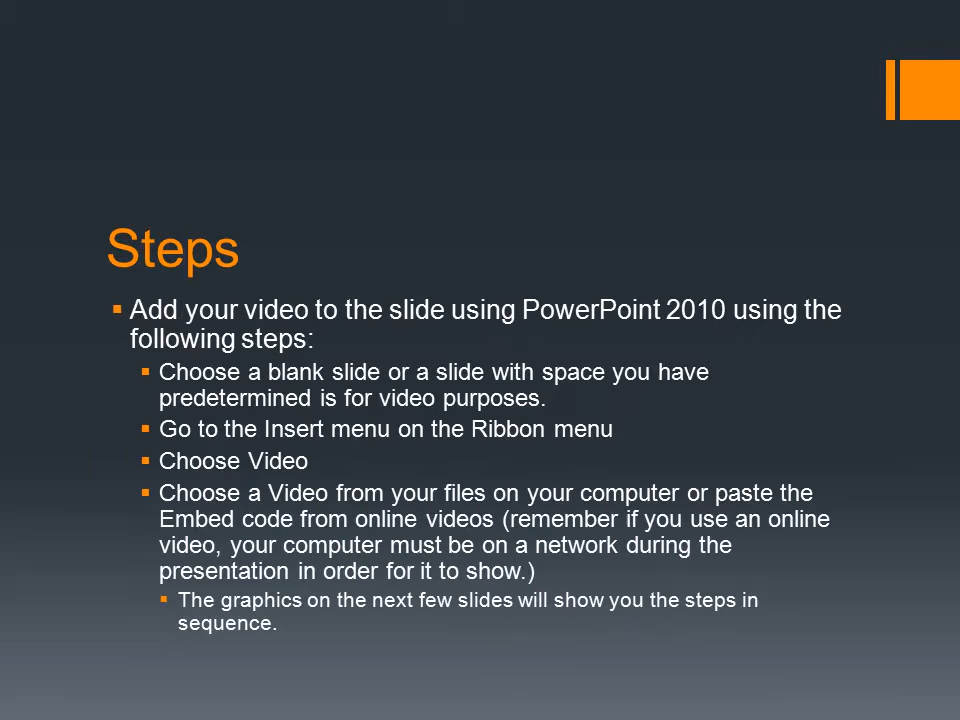 Steps
Add your video to the slide using PowerPoint 2010 using the
following steps:
Choose a blank slide or a slide with space you have
predetermined is for video purposes.
Go to the Insert menu on the Ribbon menu
Choose Video
Choose a Video from your files on your computer or paste the
Embed code from online videos (remember if you use an online
video, your computer must be on a network during the
presentation in order for it to show.)
The graphics on the next few slides will show you the steps in
sequence.